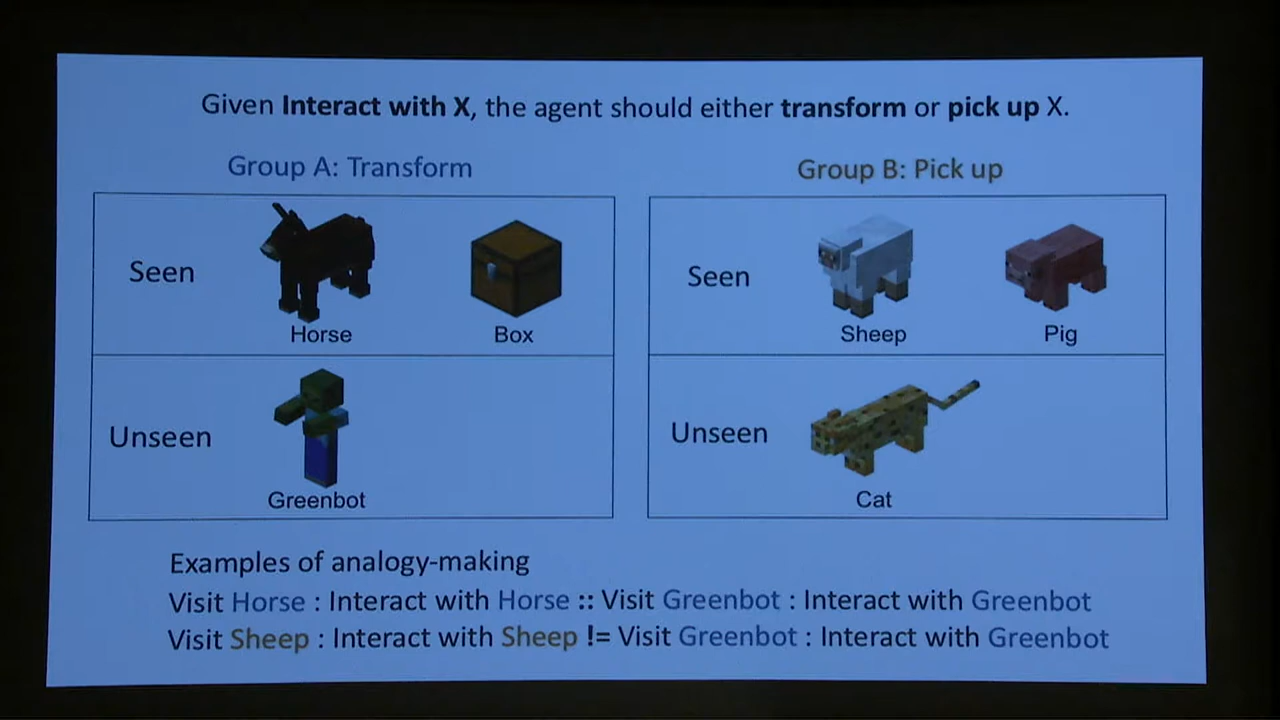 Given Interact with X, the agent should either transform or pick up X.
Group A: Transform
Group B: Pick up
Seen
Horse
Box
Seen
Sheep
Pig
Unseen
Greenbot
Unseen
Cat
Examples of analogy-making
Visit Horse : Interact with Horse :: Visit Greenbot : Interact with Greenbot
Visit Sheep : Interact with Sheep != Visit Greenbot : Interact with Greenbot